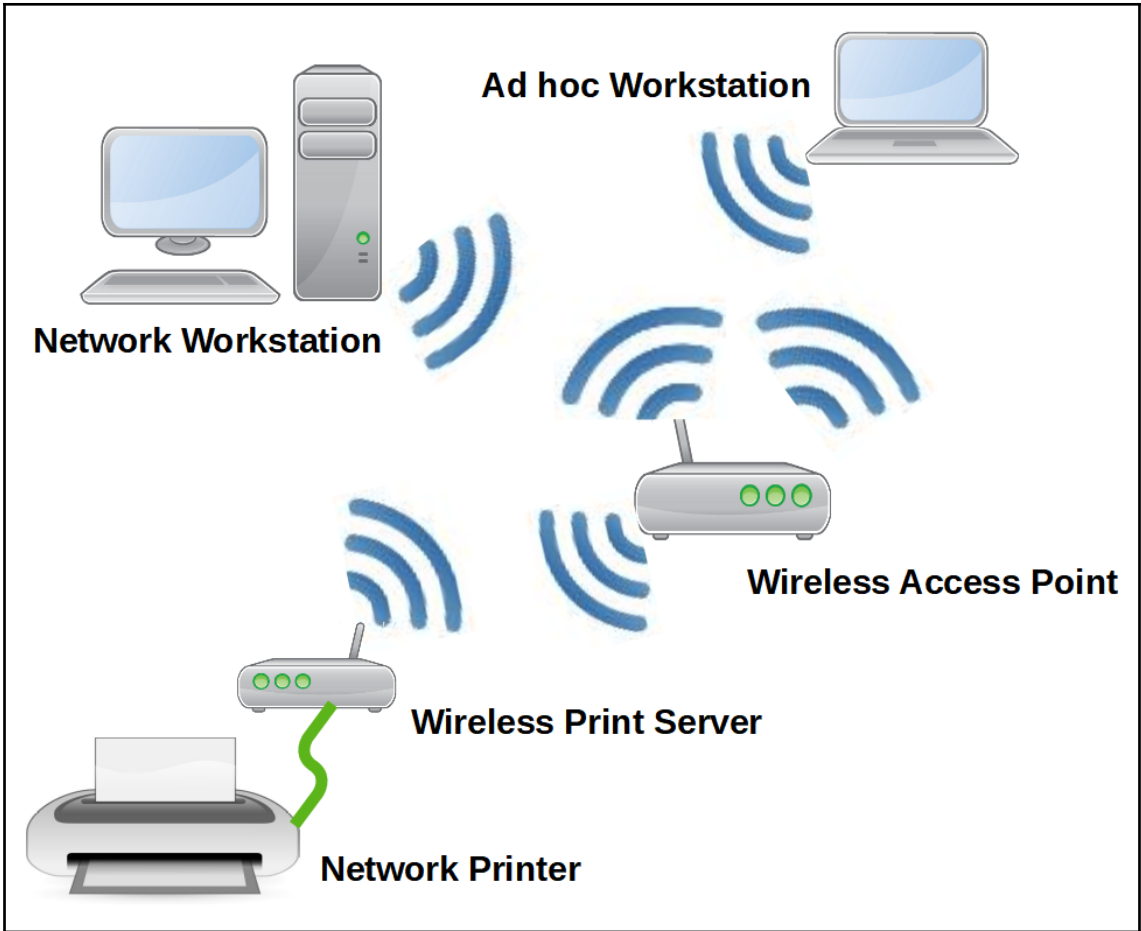 Ad hoc Workstation
Network Workstation
Wireless Access Point
Wireless Print Server
Network Printer